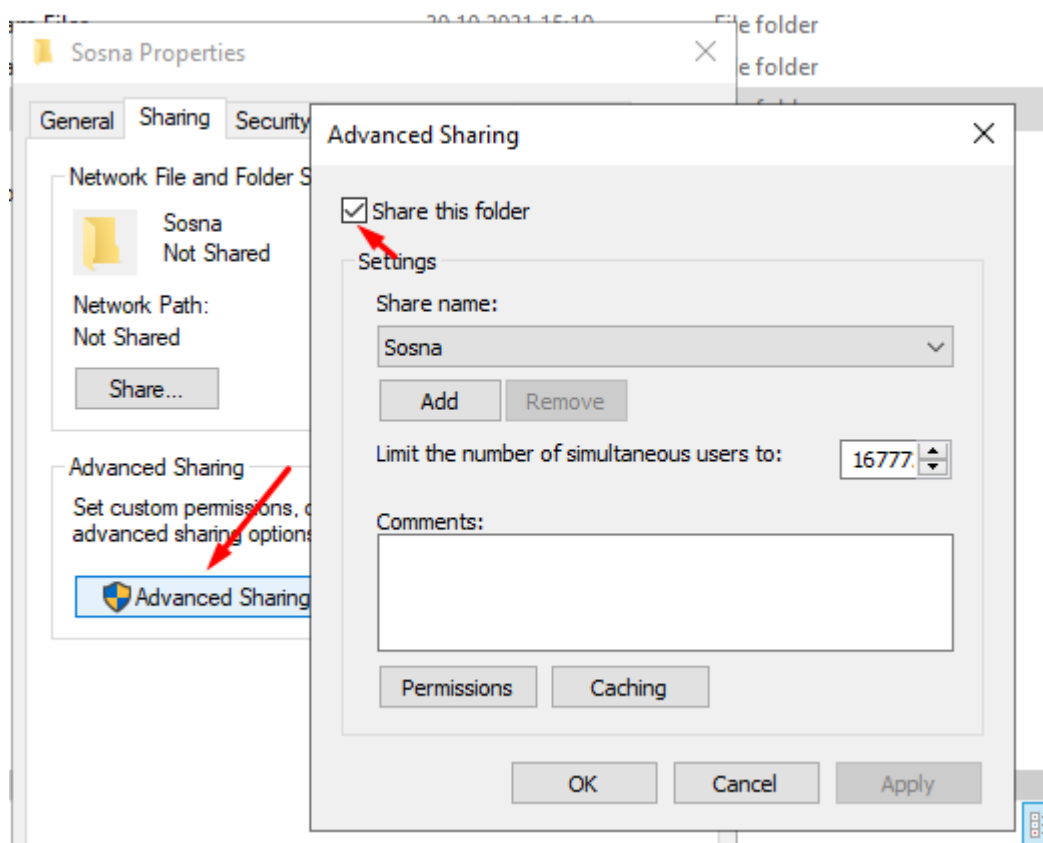 File folder
Sosna Properties
e folder
General Sharing Security
Network File and Folder S
Sosna
Not Shared
Network Path:
Not Shared
Share...
Advanced Sharing
Set custom permissions,
advanced sharing options
Advanced Sharing
Advanced Sharing
Share this folder
Settings
Share name:
Sosna
Add Remove
Limit the number of simultaneous users to:
16777
Comments:
Permissions Caching
OK Cancel Apply